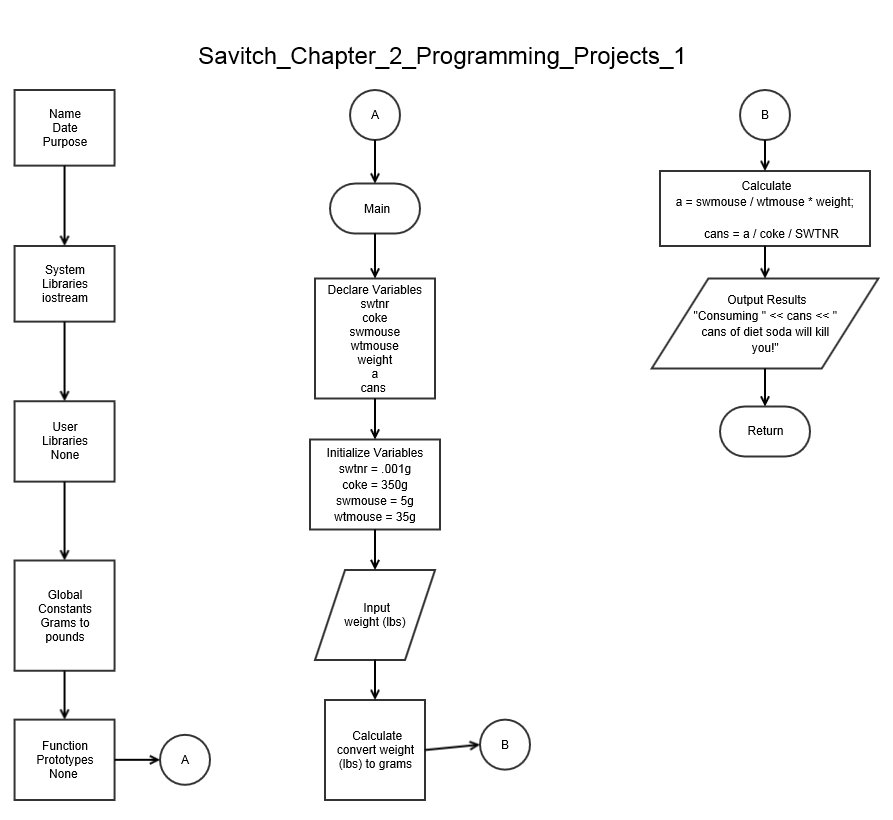 Savitch_Chapter_2_Programming_Projects_1
Name
Date
Purpose
System
Libraries
iostream
User
Libraries
None
Global
Constants
Grams to
pounds
Function
Prototypes
None
A
A
Main
Declare Variables
swtnr
coke
swmouse
wtmouse
weight
a
cans
Initialize Variables
swtnr = .001g
coke = 350g
swmouse = 5g
wtmouse = 35g
Input
weight (lbs)
Calculate
convert weight
(lbs) to grams
B
B
Calculate
a = swmouse / wtmouse * weight;
cans = a / coke / SWTNR
Output Results
"Consuming " << cans << "
cans of diet soda will kill
you!"
Return